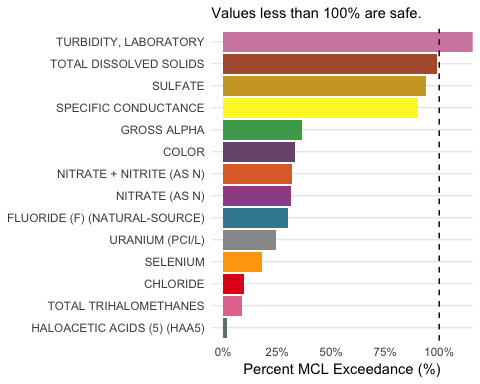 Values less than 100% are safe.
TURBIDITY, LABORATORY
TOTAL DISSOLVED SOLIDS
SULFATE
SPECIFIC CONDUCTANCE
GROSS ALPHA
COLOR
NITRATE + NITRITE (AS N)
NITRATE (AS N)
FLUORIDE (F) (NATURAL-SOURCE)
URANIUM (PCI/L)
SELENIUM
CHLORIDE
TOTAL TRIHALOMETHANES
HALOACETIC ACIDS (5) (HAA5)
0% 25% 50% 75% 100%
Percent MCL Exceedance (%)